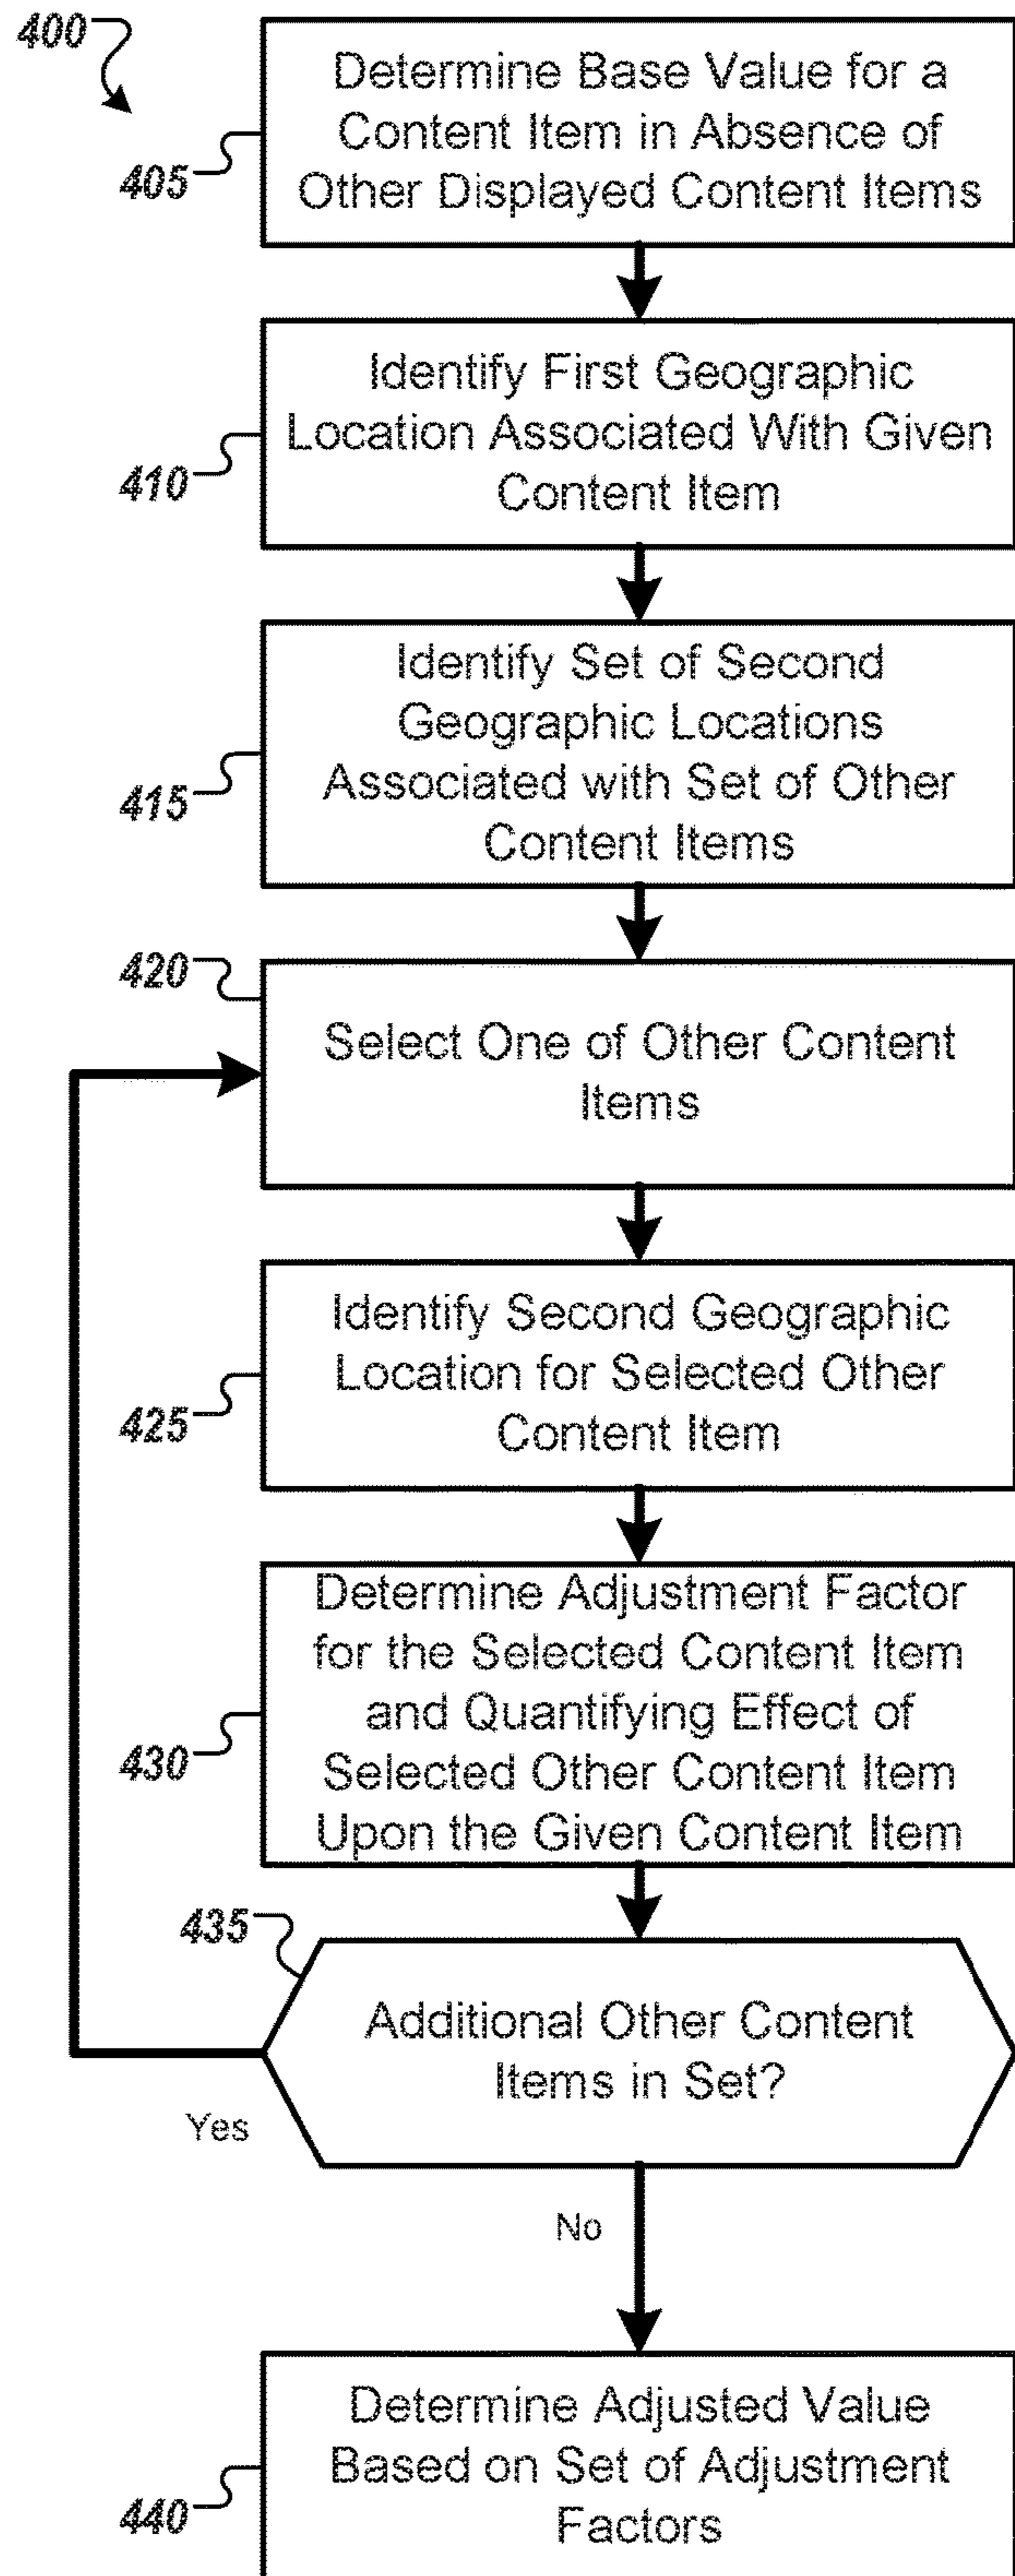 400
Determine Base Value for a
Content Item in Absence of
Other Displayed Content Items
405
Identify First Geographic
Location Associated With Given
Content Item
410
Identify Set of Second
Geographic Locations
Associated with Set of Other
Content Items
415
420
Select One of Other Content
Items
Identify Second Geographic
Location for Selected Other
Content Item
425
Determine Adjustment Factor
for the Selected Content Item
and Quantifying Effect of
Selected Other Content Item
Upon the Given Content Item
430
435
Additional Other Content
Items in Set?
Yes
No
Determine Adjusted Value
Based on Set of Adjustment
Factors
440